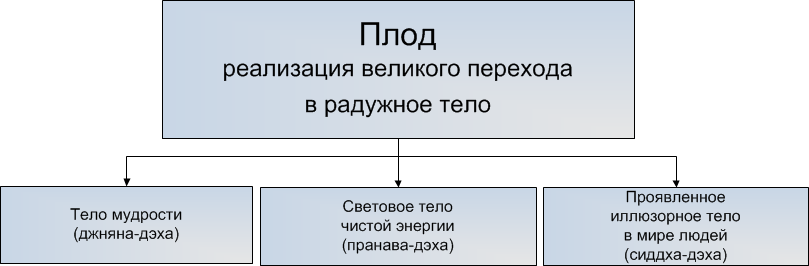 Плод
реализация великого перехода
в радужное тело
Тело мудрости
(джняна-дэха)
Световое тело
чистой энергии
(пранава-дэха)
Проявленное
иллюзорное тело
в мире людей
(сиддха-дэха)